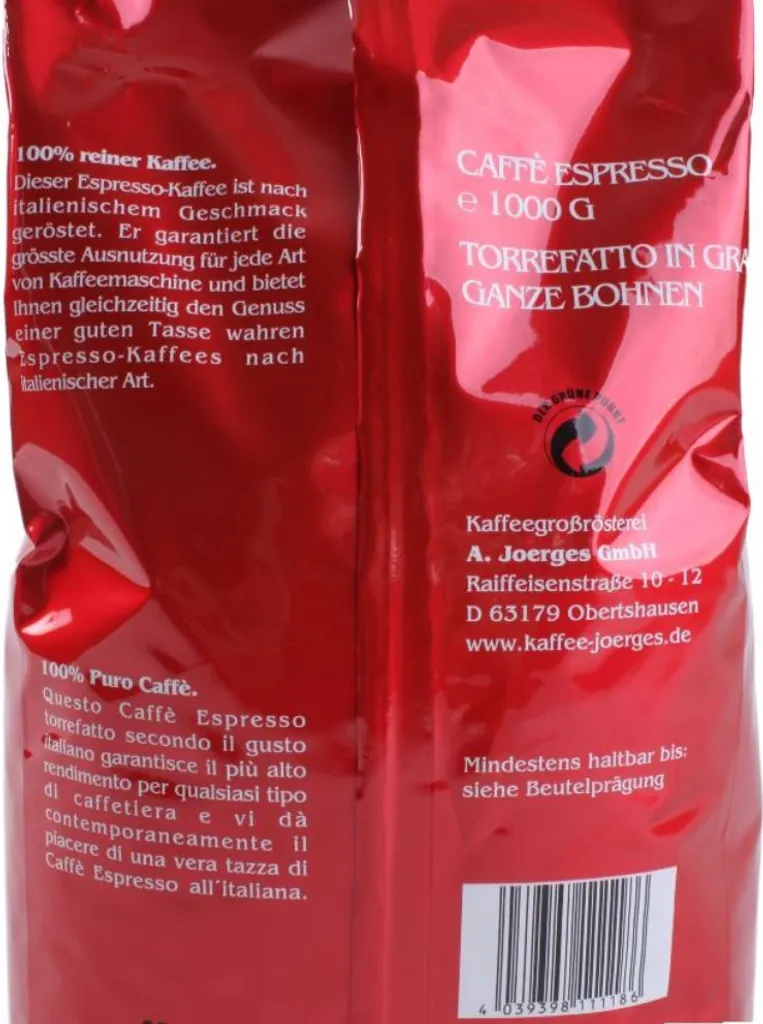 100% reiner Kaffee.
Dieser Espresso-Kaffee ist nach
italienischem Geschmack
geröstet. Er garantiert die
grösste Ausnutzung für jede Art
von Kaffeemaschine und bietet
Ihnen gleichzeitig den Genuss
einer guten Tasse wahren
Espresso-Kaffees nach
italienischer Art.
100% Puro Caffè.
Questo Caffè Espresso
torrefatto secondo il gusto
italiano garantisce il più alto
rendimento per qualsiasi tipo
di caffetiera e vi dà
contemporaneamente il
piacere di una vera tazza di
Caffè Espresso all´italiana.
CAFFÈ ESPRESSO
℮ 1000 G
TORREFATTO IN GRA
GANZE BOHNEN
DER GRÜNE PUNKT
Kaffeegroßrösterei
A. Joerges GmbH
Raiffeisenstraße 10 - 12
D 63179 Obertshausen
www.kaffee-joerges.de
Mindestens haltbar bis:
siehe Beutelprägung
4 039398 111186